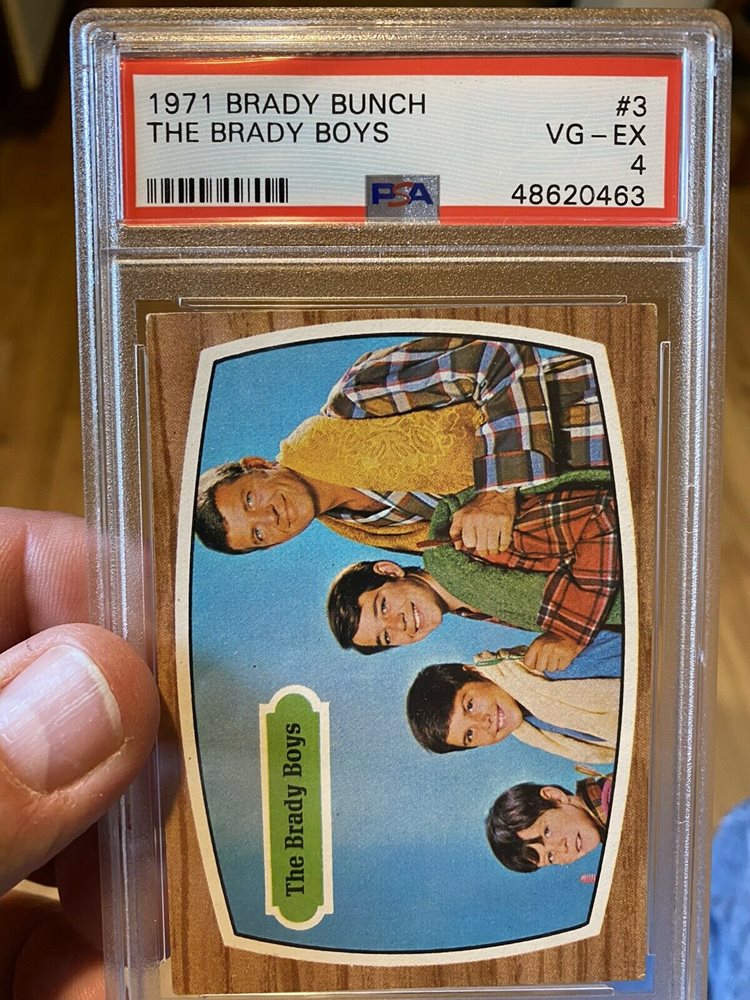 1971 BRADY BUNCH #3
THE BRADY BOYS VG-EX
4
PSA 48620463
The Brady Boys